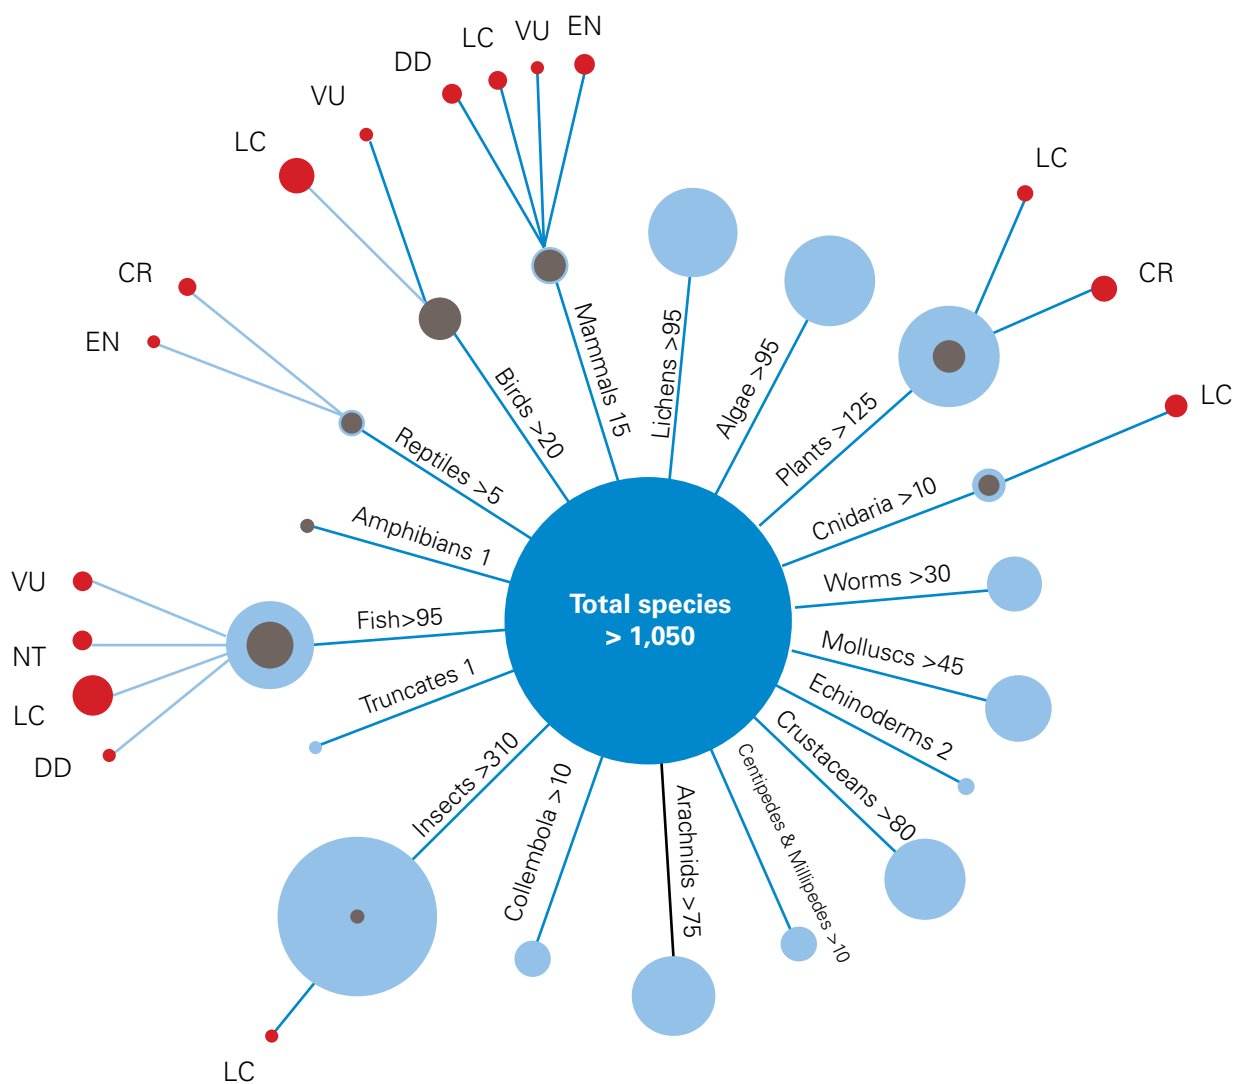 EN
VU
LC
DD
VU
LC
CR
EN
LC
CR
LC
Mammals 15
Lichens >95
Algae >95
Plants >125
Birds >20
Reptiles >5
Cnidaria >10
Amphibians 1
Worms >30
Total species
> 1,050
VU
NT
LC
DD
Fish>95
Molluscs >45
Truncates 1
Echinoderms 2
Crustaceans >80
Insects >310
Collembola >10
Arachnids >75
Centipedes & Millipedes >10
LC